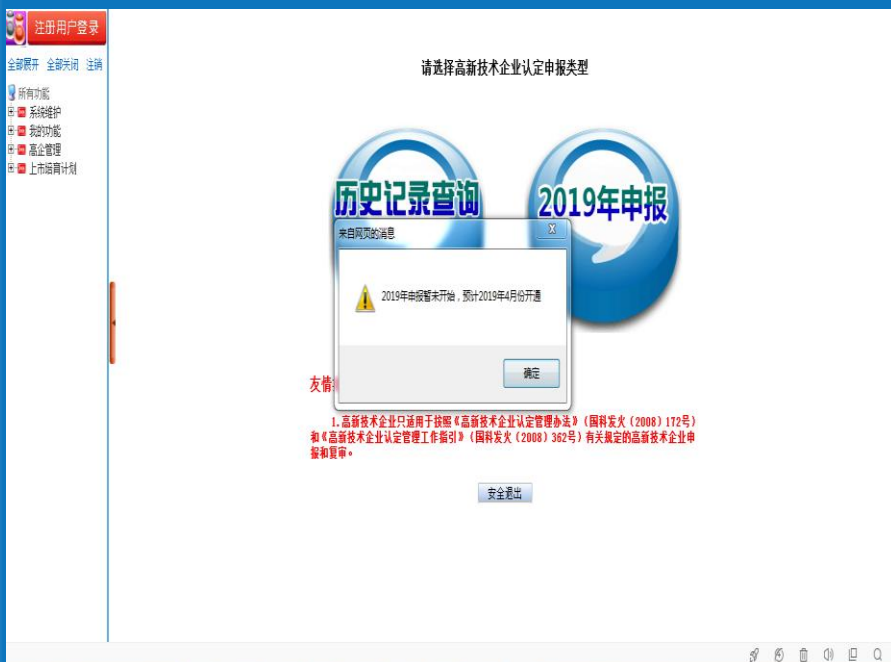 注册用户登录
全部展开 全部关闭 注销
所有功能
系统维护
我的功能
高企管理
上市培育计划
请选择高新技术企业认定申报类型
历史记录查询
2019年申报
来自网页的消息
2019年申报暂未开始，预计2019年4月份开通
确定
友情
1.高新技术企业只适用于按照《高新技术企业认定管理办法》（国科发火（2008）172号）
和《高新技术企业认定管理工作指引》（国科发火（2008）362号）有关规定的高新技术企业申
报和复审。
安全退出